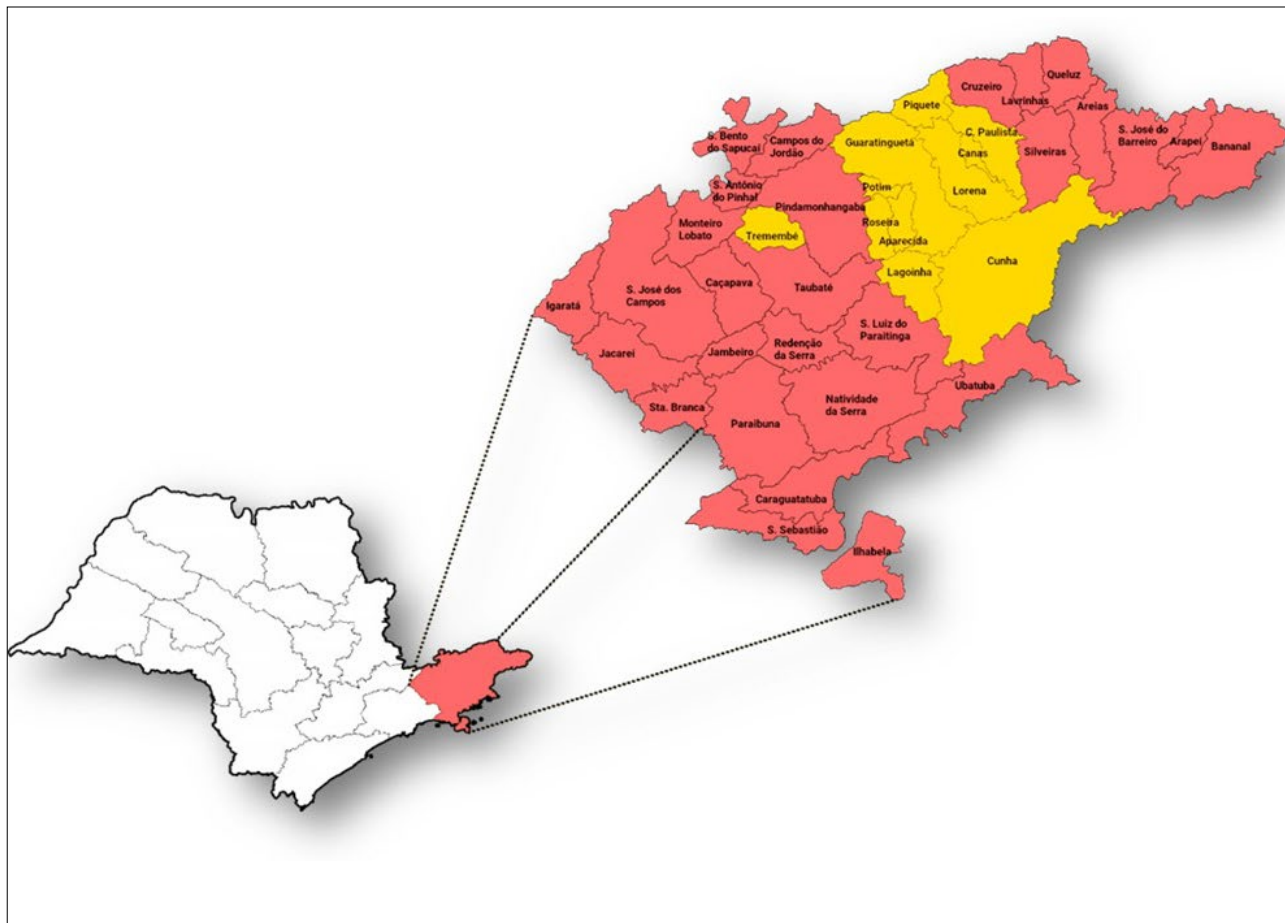 Queluz
Cruzeiro
Lavrinhas
Areias
Piquete
C. Paulista
S. José do
Barreiro
Arapeí
Bananal
S. Bento
do Sapucaí
Campos do
Jordão
Guaratinguetá
Canas
Silveiras
S. Antônio
do Pinhal
Potim
Lorena
Pindamonhangaba
Monteiro
Lobato
Tremembé
Roseira
Aparecida
Lagoinha
Cunha
Caçapava
Taubaté
S. José dos
Campos
Igaratá
S. Luiz do
Paraitinga
Jacareí
Jambeiro
Redenção
da Serra
Ubatuba
Sta. Branca
Natividade
da Serra
Paraibuna
Caraguatatuba
S. Sebastião
Ilhabela